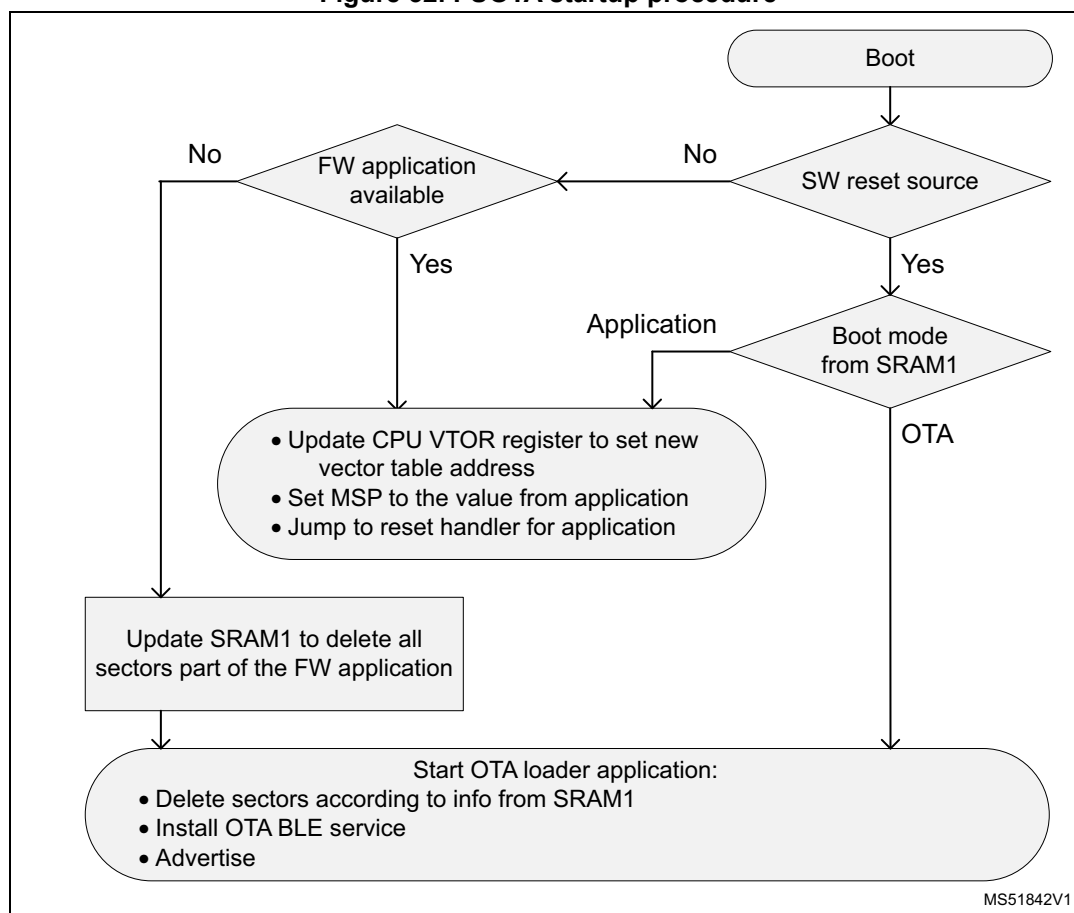 Boot
No
FW application
available
No
SW reset source
Yes
Yes
Application
Boot mode
from SRAM1
OTA
• Update CPU VTOR register to set new
vector table address
• Set MSP to the value from application
• Jump to reset handler for application
Update SRAM1 to delete all
sectors part of the FW application
Start OTA loader application:
• Delete sectors according to info from SRAM1
• Install OTA BLE service
• Advertise
MS51842V1